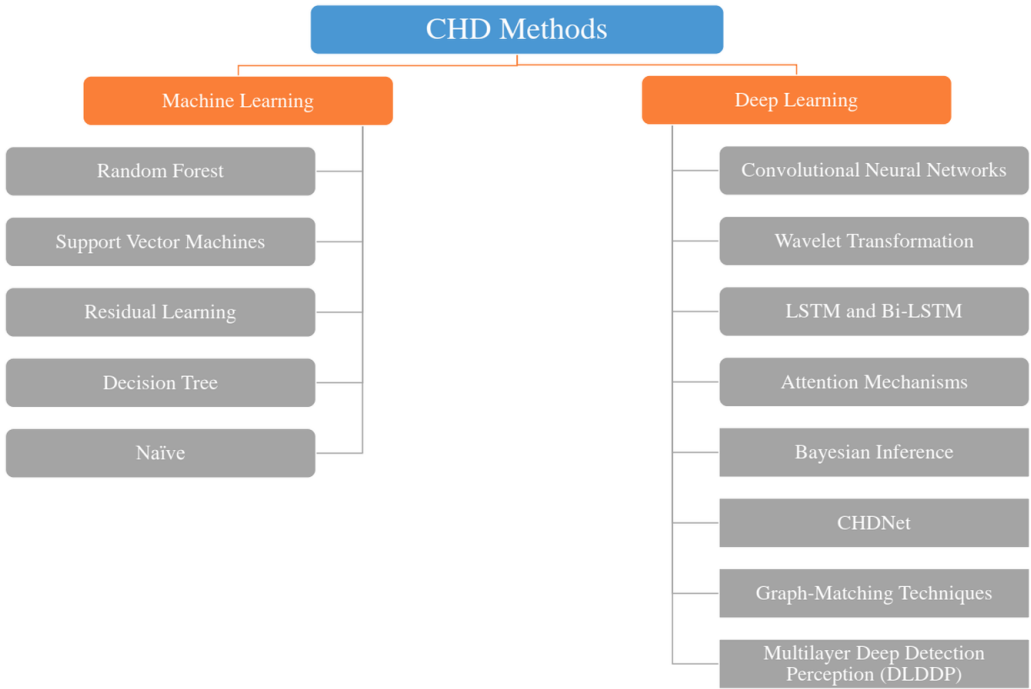 CHD Methods
Machine Learning
Random Forest
Support Vector Machines
Residual Learning
Decision Tree
Naïve
Deep Learning
Convolutional Neural Networks
Wavelet Transformation
LSTM and Bi-LSTM
Attention Mechanisms
Bayesian Inference
CHDNet
Graph-Matching Techniques
Multilayer Deep Detection
Perception (DLDDP)